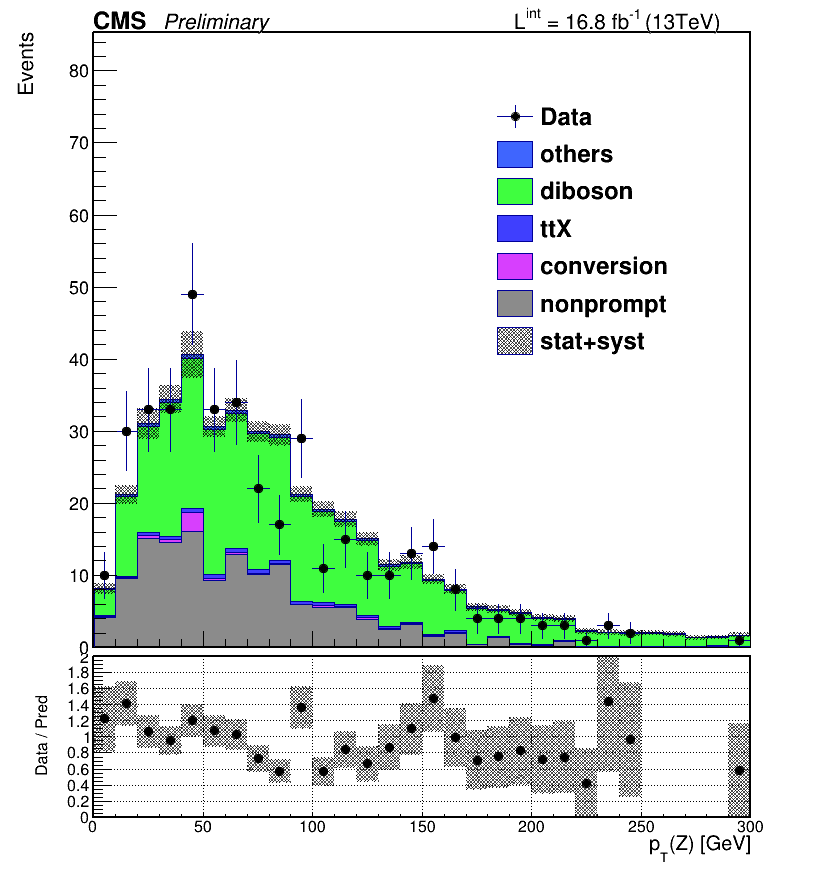 CMS Preliminary L^int = 16.8 fb^-1 (13TeV)
Events
80
70
60
50
40
30
20
10
0
Data
others
diboson
ttX
conversion
nonprompt
stat+syst
Data / Pred
2
1.8
1.6
1.4
1.2
1
0.8
0.6
0.4
0.2
0
0 50 100 150 200 250 300
p_T(Z) [GeV]